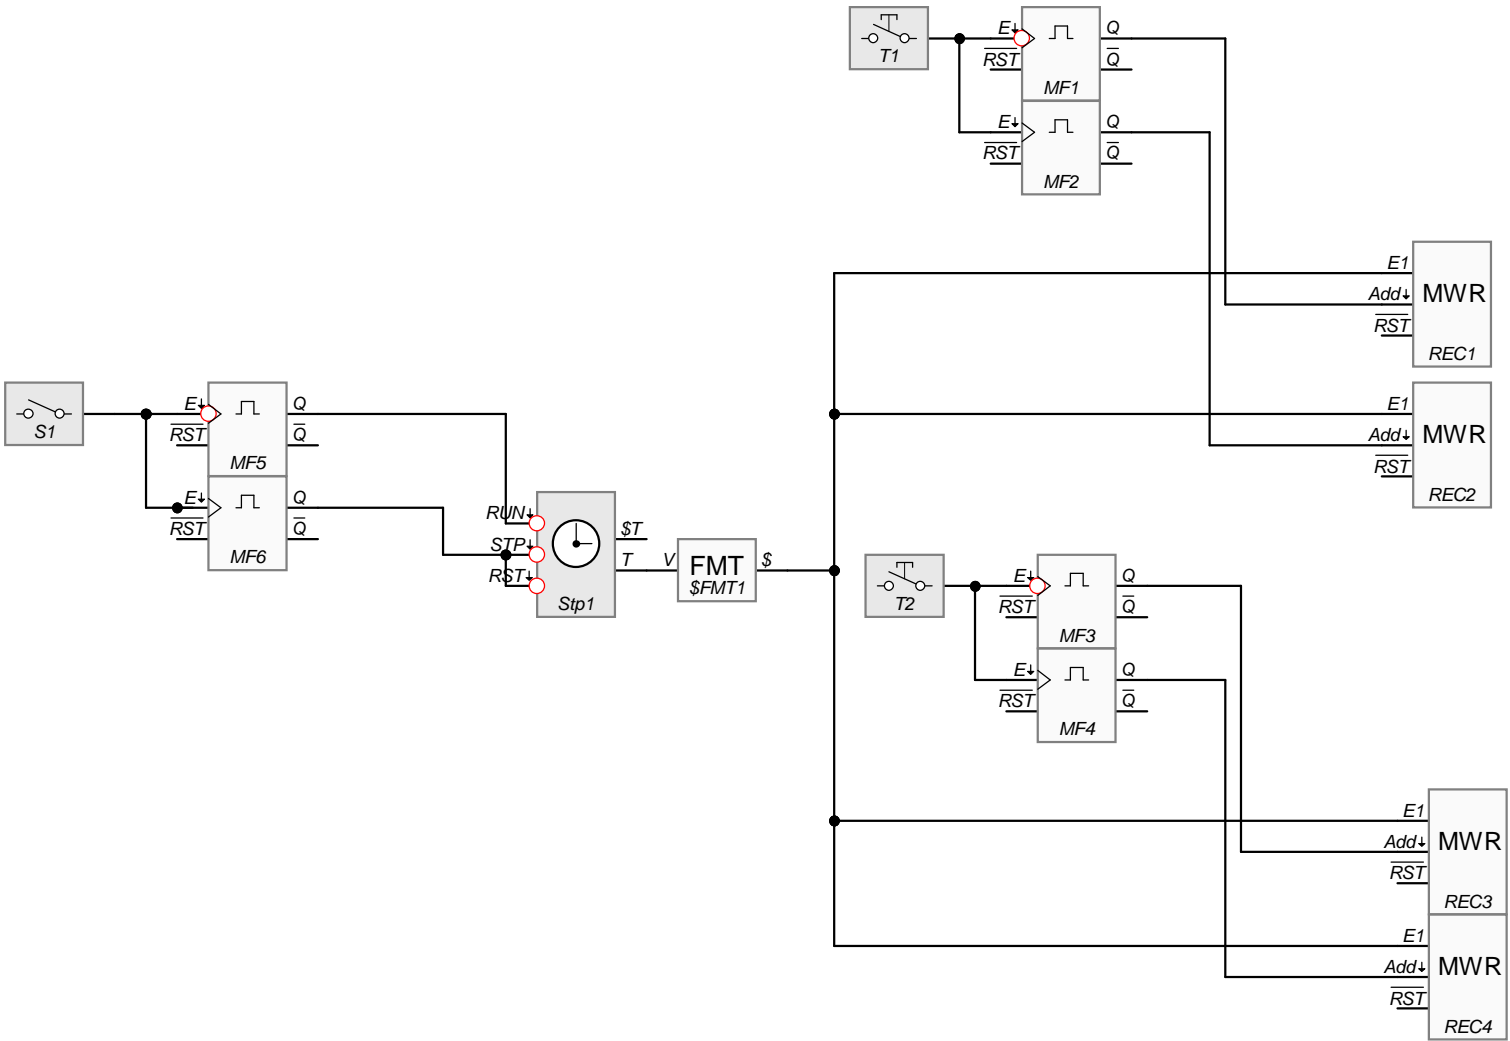 T1
E↓
RST
Q
Q
MF1
E↓
RST
Q
Q
MF2
E1
Add↓
RST
MWR
REC1
S1
E↓
RST
Q
Q
MF5
E↓
RST
Q
Q
MF6
E1
Add↓
RST
MWR
REC2
RUN↓
STP↓
RST↓
$T
T
Stp1
V
FMT
$FMT1
$
T2
E↓
RST
Q
Q
MF3
E↓
RST
Q
Q
MF4
E1
Add↓
RST
MWR
REC3
E1
Add↓
RST
MWR
REC4